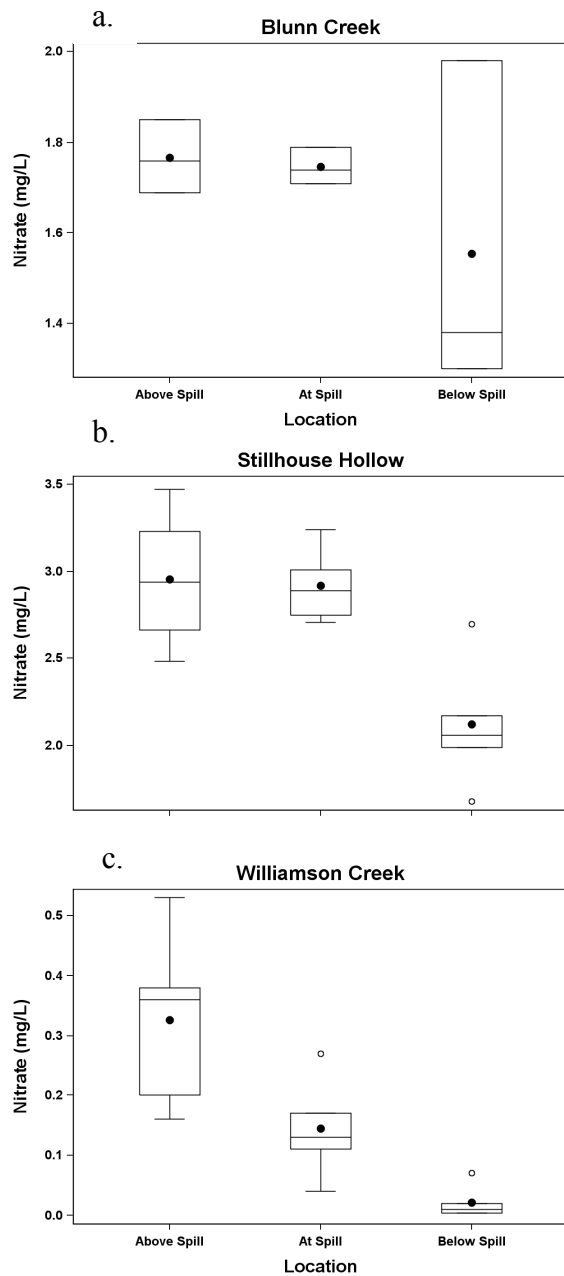 a.
Blunn Creek
2.0
1.8
1.6
1.4
Nitrate (mg/L)
Above Spill At Spill Below Spill
Location
b.
Stillhouse Hollow
3.5
3.0
2.5
2.0
Nitrate (mg/L)
c.
Williamson Creek
0.5
0.4
0.3
0.2
0.1
0.0
Nitrate (mg/L)
Above Spill At Spill Below Spill
Location